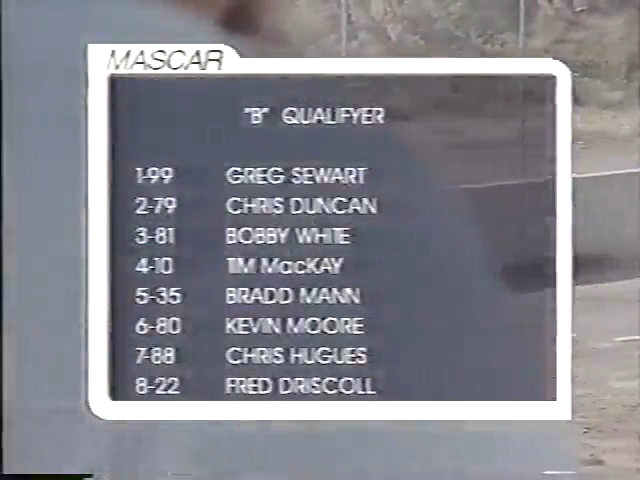 MASCAR
"B" QUALIFYER
1-99 GREG SEWART
2-79 CHRIS DUNCAN
3-81 BOBBY WHITE
4-10 TIM MacKAY
5-35 BRADD MANN
6-80 KEVIN MOORE
7-88 CHRIS HUGUES
8-22 FRED DRISCOLL